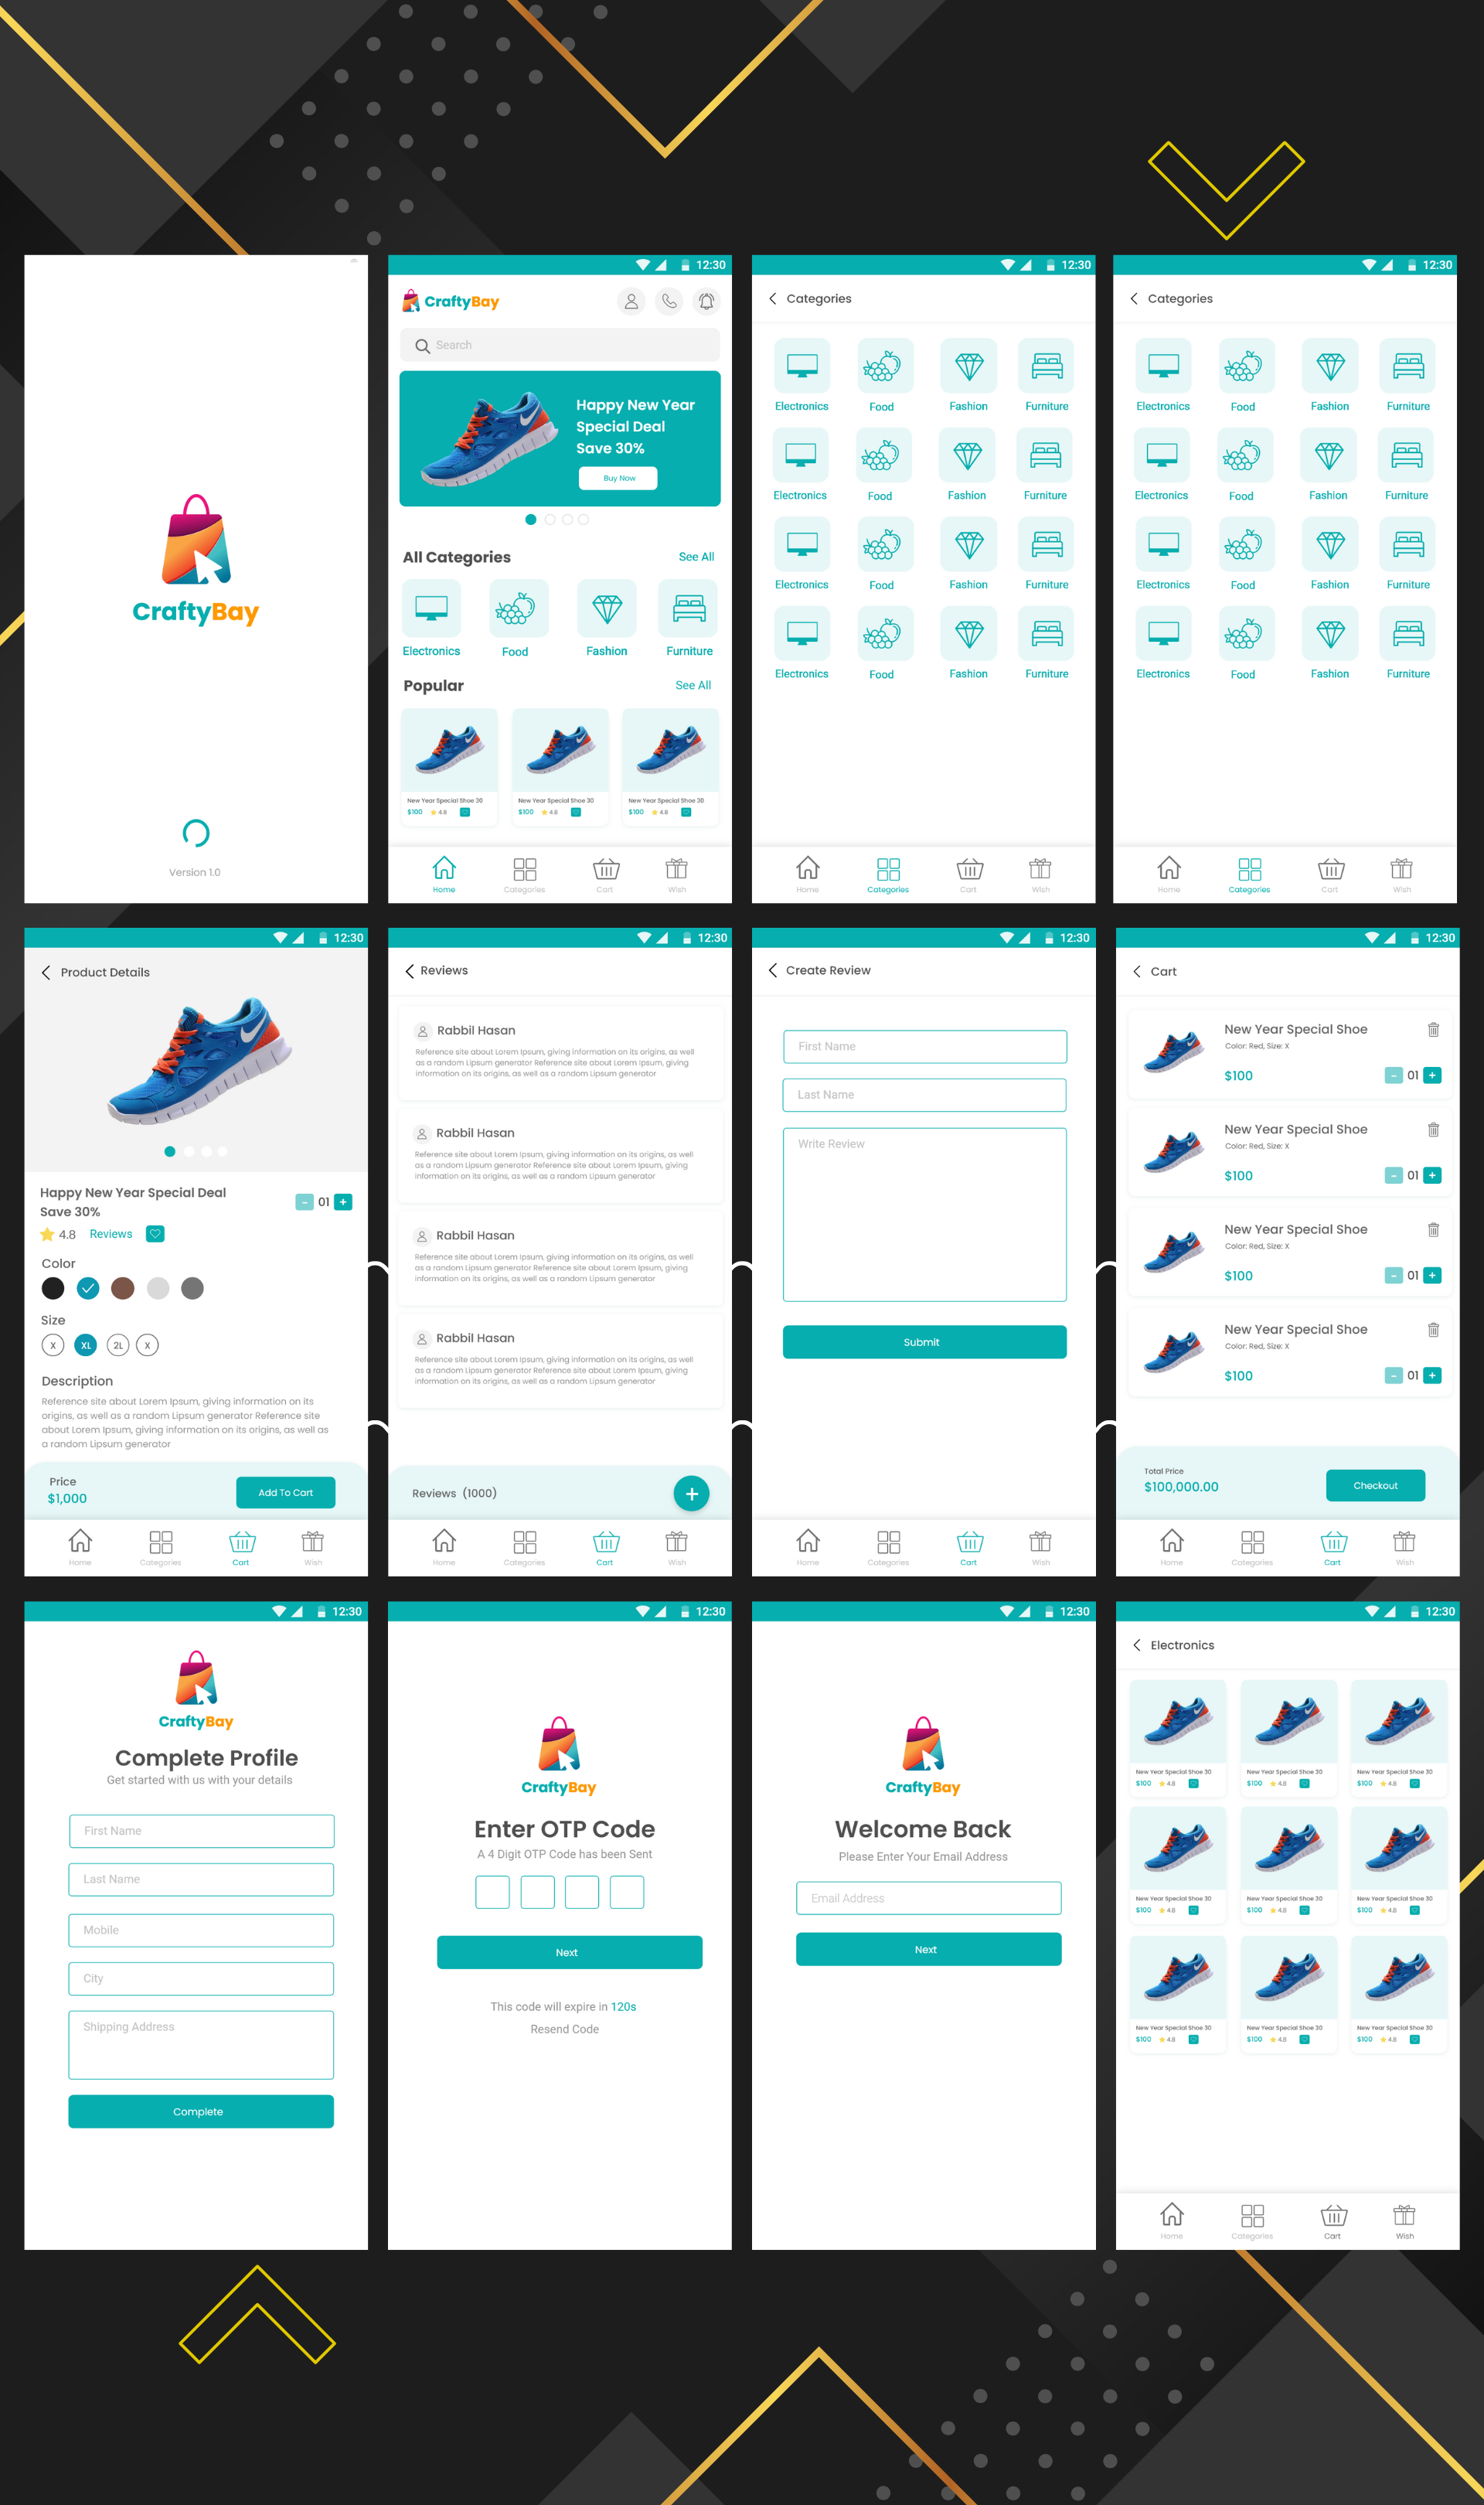 CraftyBay
Version 1.0
12:30
CraftyBay
Search
Happy New Year
Special Deal
Save 30%
Buy Now
All Categories
See All
Electronics
Food
Fashion
Furniture
Popular
See All
New Year Special Shoe 30
$100
4.8
New Year Special Shoe 30
$100
4.8
New Year Special Shoe 30
$100
4.8
Home
Categories
Cart
Wish
12:30
Categories
Electronics
Food
Fashion
Furniture
Electronics
Food
Fashion
Furniture
Electronics
Food
Fashion
Furniture
Electronics
Food
Fashion
Furniture
Home
Categories
Cart
Wish
12:30
Categories
Electronics
Food
Fashion
Furniture
Electronics
Food
Fashion
Furniture
Electronics
Food
Fashion
Furniture
Electronics
Food
Fashion
Furniture
Home
Categories
Cart
Wish
12:30
Product Details
Happy New Year Special Deal
Save 30%
- 01 +
4.8
Reviews
Color
Size
X
XL
2L
X
Description
Reference site about Lorem Ipsum, giving information on its
origins, as well as a random Lipsum generator Reference site
about Lorem Ipsum, giving information on its origins, as well as
a random Lipsum generator
Price
$1,000
Add To Cart
Home
Categories
Cart
Wish
12:30
Reviews
Rabbil Hasan
Reference site about Lorem Ipsum, giving information on its origins, as well
as a random Lipsum generator Reference site about Lorem Ipsum, giving
information on its origins, as well as a random Lipsum generator
Rabbil Hasan
Reference site about Lorem Ipsum, giving information on its origins, as well
as a random Lipsum generator Reference site about Lorem Ipsum, giving
information on its origins, as well as a random Lipsum generator
Rabbil Hasan
Reference site about Lorem Ipsum, giving information on its origins, as well
as a random Lipsum generator Reference site about Lorem Ipsum, giving
information on its origins, as well as a random Lipsum generator
Rabbil Hasan
Reference site about Lorem Ipsum, giving information on its origins, as well
as a random Lipsum generator Reference site about Lorem Ipsum, giving
information on its origins, as well as a random Lipsum generator
Reviews (1000)
+
Home
Categories
Cart
Wish
12:30
Create Review
First Name
Last Name
Write Review
Submit
Home
Categories
Cart
Wish
12:30
Cart
New Year Special Shoe
Color: Red, Size: X
$100
- 01 +
New Year Special Shoe
Color: Red, Size: X
$100
- 01 +
New Year Special Shoe
Color: Red, Size: X
$100
- 01 +
New Year Special Shoe
Color: Red, Size: X
$100
- 01 +
Total Price
$100,000.00
Checkout
Home
Categories
Cart
Wish
12:30
CraftyBay
Complete Profile
Get started with us with your details
First Name
Last Name
Mobile
City
Shipping Address
Complete
12:30
CraftyBay
Enter OTP Code
A 4 Digit OTP Code has been Sent
Next
This code will expire in 120s
Resend Code
12:30
CraftyBay
Welcome Back
Please Enter Your Email Address
Email Address
Next
12:30
Electronics
New Year Special Shoe 30
$100
4.8
New Year Special Shoe 30
$100
4.8
New Year Special Shoe 30
$100
4.8
New Year Special Shoe 30
$100
4.8
New Year Special Shoe 30
$100
4.8
New Year Special Shoe 30
$100
4.8
New Year Special Shoe 30
$100
4.8
New Year Special Shoe 30
$100
4.8
New Year Special Shoe 30
$100
4.8
Home
Categories
Cart
Wish